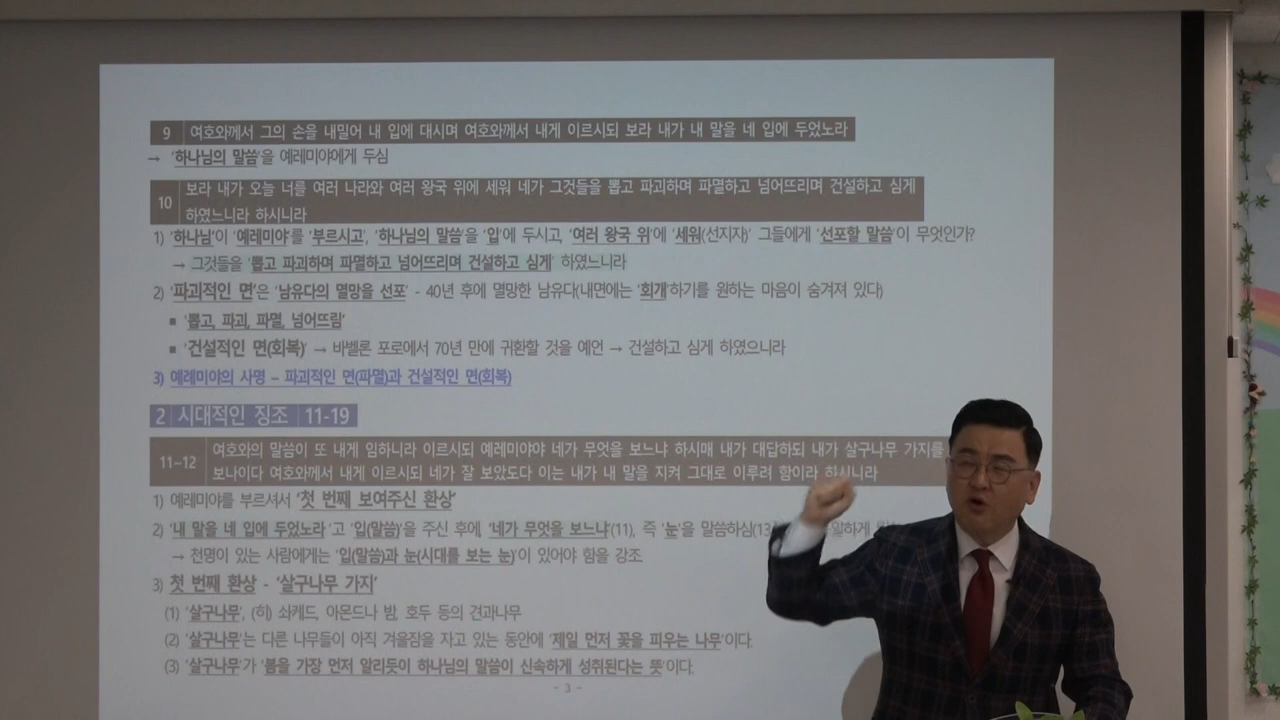 9 여호와께서 그의 손을 내밀어 내 입에 대시며 여호와께서 내게 이르시되 보라 내가 내 말을 네 입에 두었노라
→ '하나님의 말씀'을 예레미야에게 두심
10 보라 내가 오늘 너를 여러 나라와 여러 왕국 위에 세워 네가 그것들을 뽑고 파괴하며 파멸하고 넘어뜨리며 건설하고 심게
하였느니라 하시니라
1) '하나님'이 '예레미야'를 '부르시고', '하나님의 말씀'을 '입'에 두시고, '여러 왕국 위'에 '세워(선지자)' 그들에게 '선포할 말씀'이 무엇인가?
→ 그것들을 '뽑고 파괴하며 파멸하고 넘어뜨리며 건설하고 심게' 하였느니라
2) '파괴적인 면'은 '남유다의 멸망을 선포' - 40년 후에 멸망한 남유다(내면에는 '회개'하기를 원하는 마음이 숨겨져 있다)
■ '뽑고, 파괴, 파멸, 넘어뜨림'
■ '건설적인 면(회복)' → 바벨론 포로에서 70년 만에 귀환할 것을 예언 → 건설하고 심게 하였으니라
3) 예레미야의 사명 – 파괴적인 면(파멸)과 건설적인 면(회복)
2 시대적인 징조 11-19
11-12 여호와의 말씀이 또 내게 임하니라 이르시되 예레미야야 네가 무엇을 보느냐 하시매 내가 대답하되 내가 살구나무 가지를
보나이다 여호와께서 내게 이르시되 네가 잘 보았도다 이는 내가 내 말을 지켜 그대로 이루려 함이라 하시니라
1) 예레미야를 부르셔서 '첫 번째 보여주신 환상'
2) '내 말을 네 입에 두었노라'고 '입(말씀)'을 주신 후에, '네가 무엇을 보느냐'(11), 즉 '눈'을 말씀하심(13
→ 천명이 있는 사람에게는 '입(말씀)과 눈(시대를 보는 눈)'이 있어야 함을 강조
3) 첫 번째 환상 - '살구나무 가지'
(1) '살구나무', (히) 솨케드, 아몬드나 밤, 호두 등의 견과나무
(2) '살구나무'는 다른 나무들이 아직 겨울잠을 자고 있는 동안에 '제일 먼저 꽃을 피우는 나무'이다.
(3) '살구나무'가 '봄을 가장 먼저 알리듯이 하나님의 말씀이 신속하게 성취된다는 뜻'이다.
- 3 -